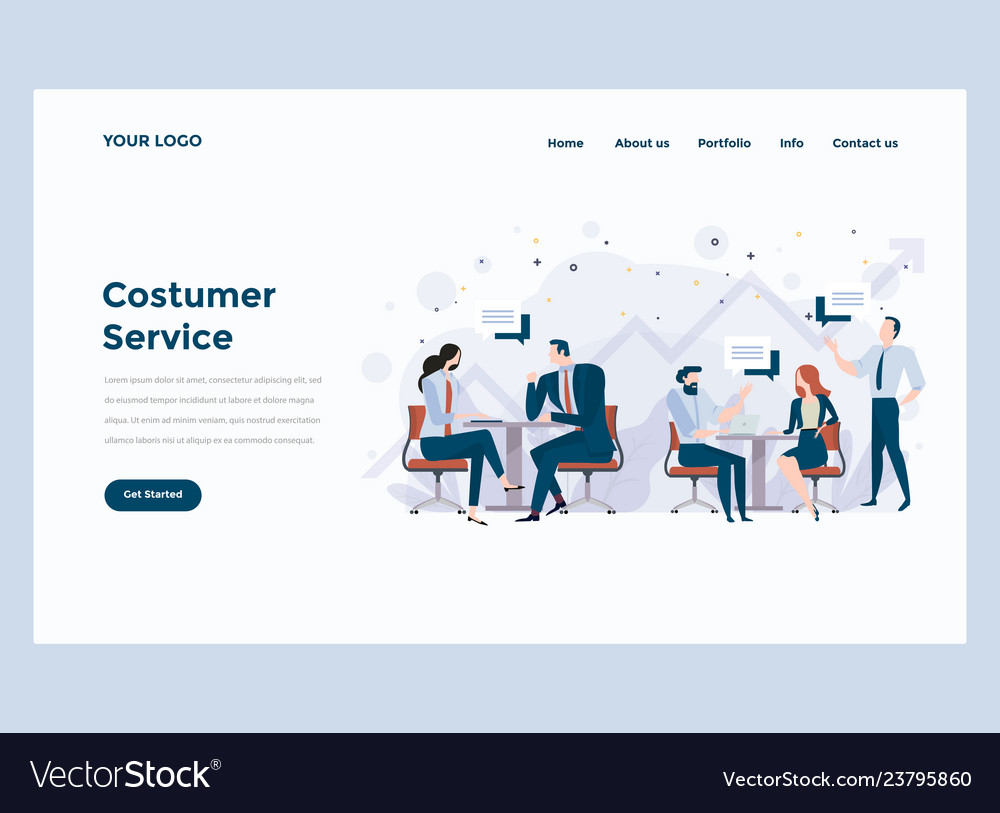 YOUR LOGO
Home About us Portfolio Info Contact us
Costumer
Service
Lorem ipsum dolor sit amet, consectetur adipiscing elit, sed
do eiusmod tempor incididunt ut labore et dolore magna
aliqua. Ut enim ad minim veniam, quis nostrud exercitation
ullamco laboris nisi ut aliquip ex ea commodo consequat.
Get Started
VectorStock®
VectorStock.com/23795860